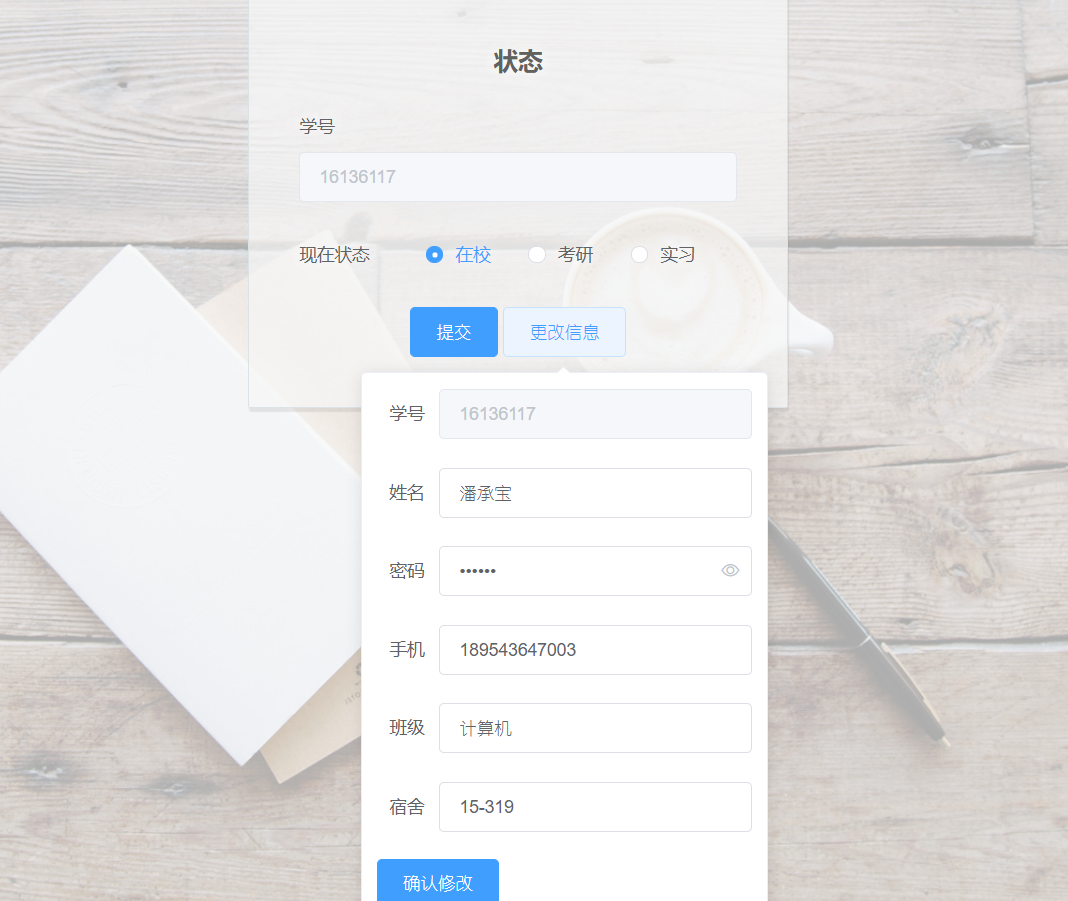 状态
学号
16136117
现在状态 在校 考研 实习
提交 更改信息
学号 16136117
姓名 潘承宝
密码 ••••••
手机 189543647003
班级 计算机
宿舍 15-319
确认修改